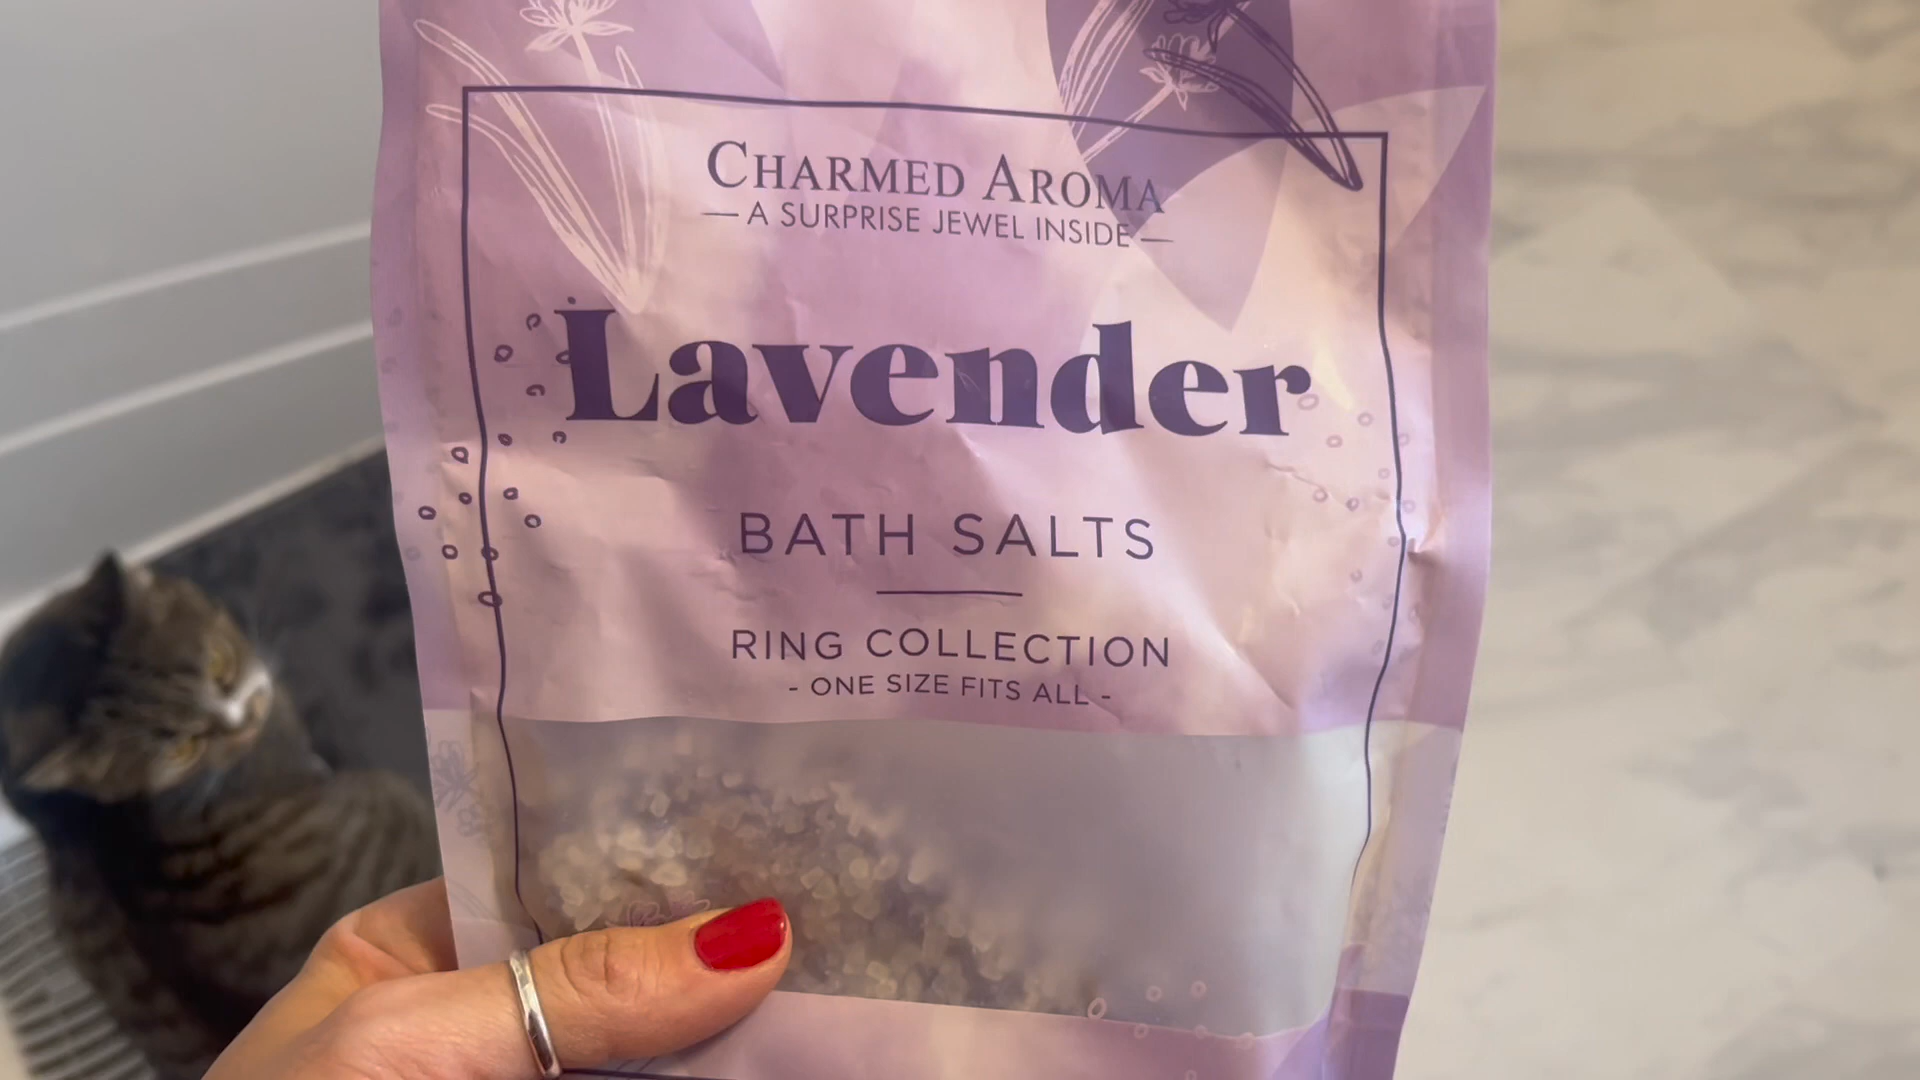 CHARMED AROMA
— A SURPRISE JEWEL INSIDE —
Lavender
BATH SALTS
RING COLLECTION
- ONE SIZE FITS ALL -